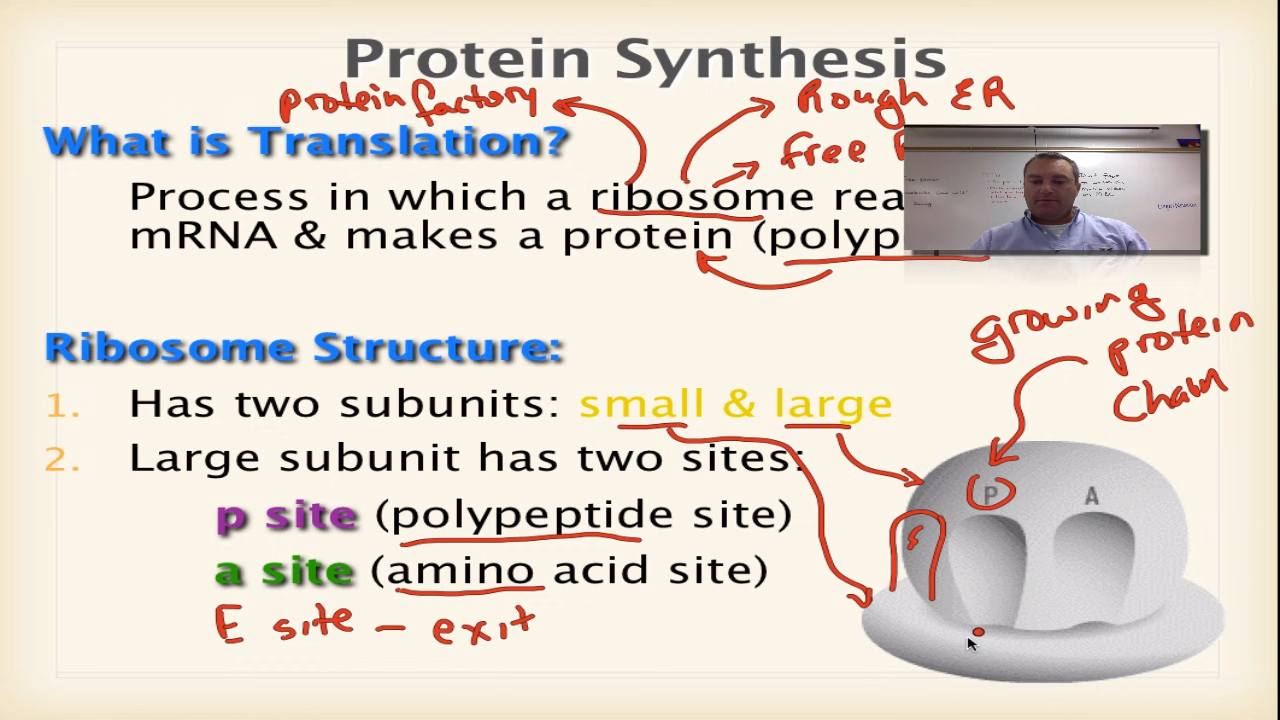 Protein Synthesis
protein factory
Rough ER
What is Translation?
free
Process in which a ribosome rea
mRNA & makes a protein (polyp
growing
protein
chain
Ribosome Structure:
1. Has two subunits: small & large
2. Large subunit has two sites:
p site (polypeptide site)
a site (amino acid site)
E site – exit
P
A
E